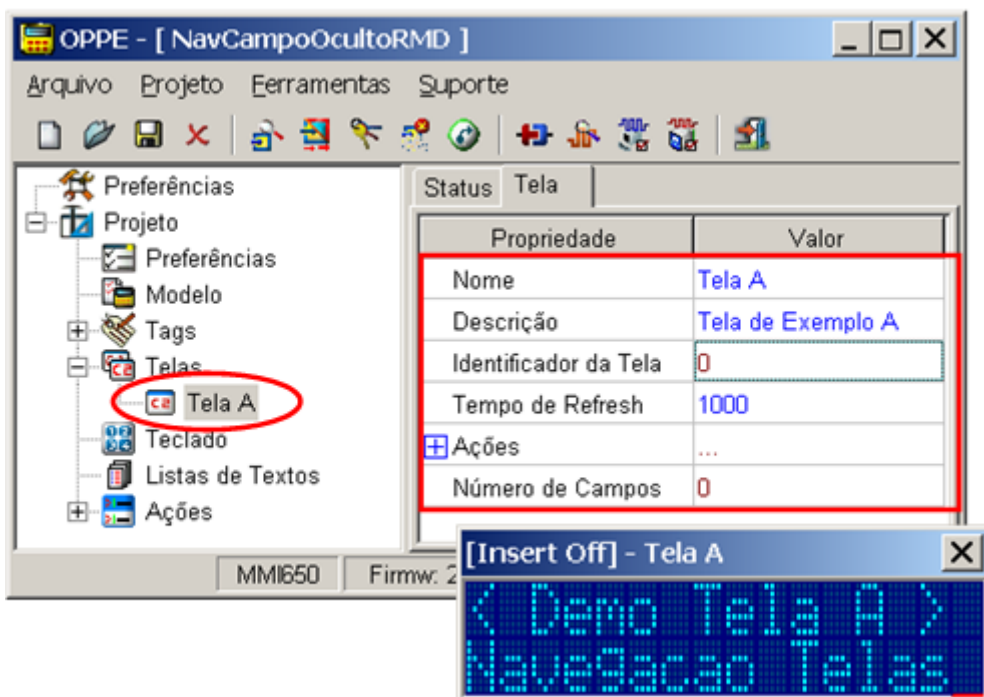 OPPE - [ NavCampoOcultoRMD ]
Arquivo Projeto Ferramentas Suporte
Preferências
Projeto
Preferências
Modelo
Tags
Telas
Tela A
Teclado
Listas de Textos
Ações
Status Tela
Propriedade Valor
Nome Tela A
Descrição Tela de Exemplo A
Identificador da Tela 0
Tempo de Refresh 1000
Ações ...
Número de Campos 0
MMI650 Firmw: 2
[Insert Off] - Tela A
< Demo Tela A >
Navegacao Telas